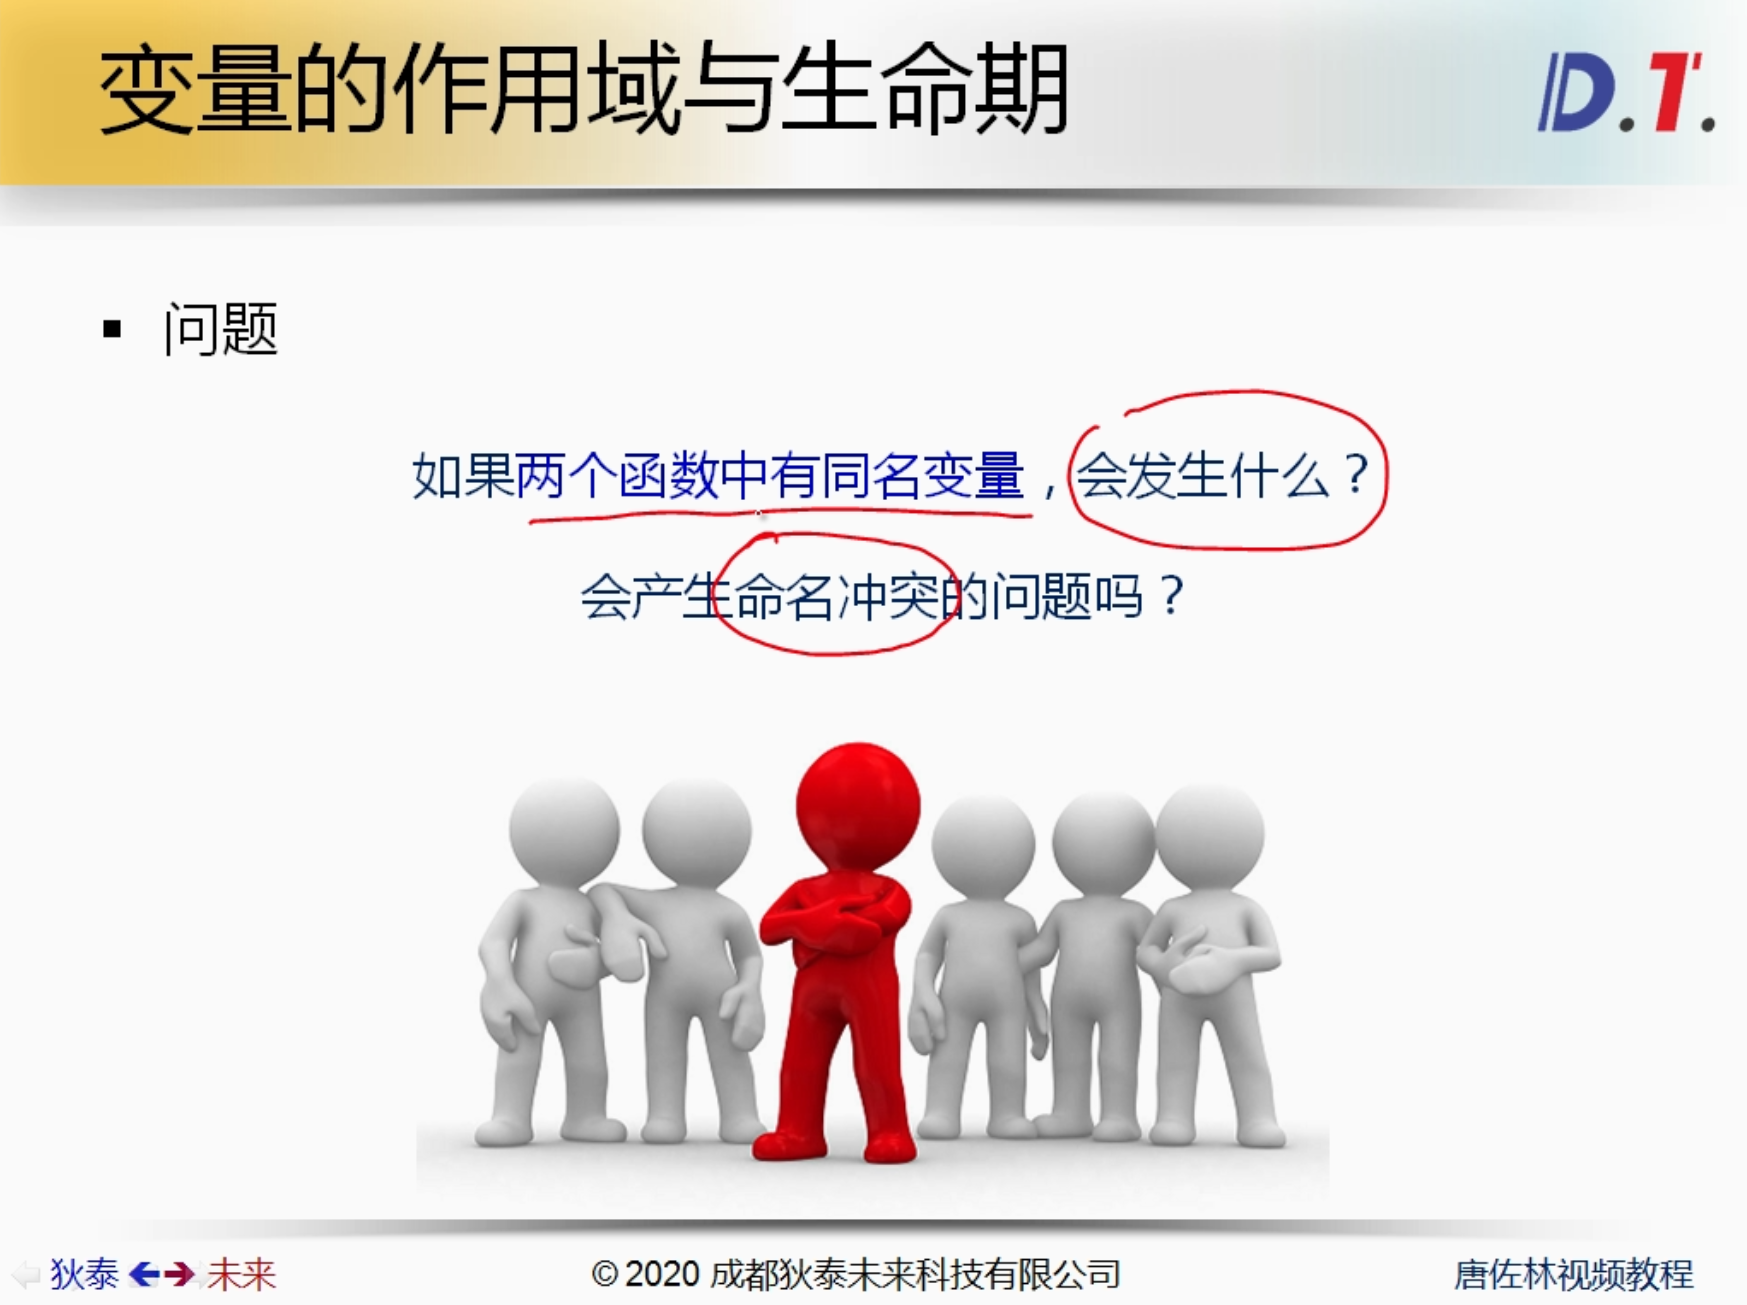 变量的作用域与生命期
D.T.
▪ 问题
如果两个函数中有同名变量，会发生什么？
会产生命名冲突的问题吗？
狄泰 未来
© 2020 成都狄泰未来科技有限公司
唐佐林视频教程